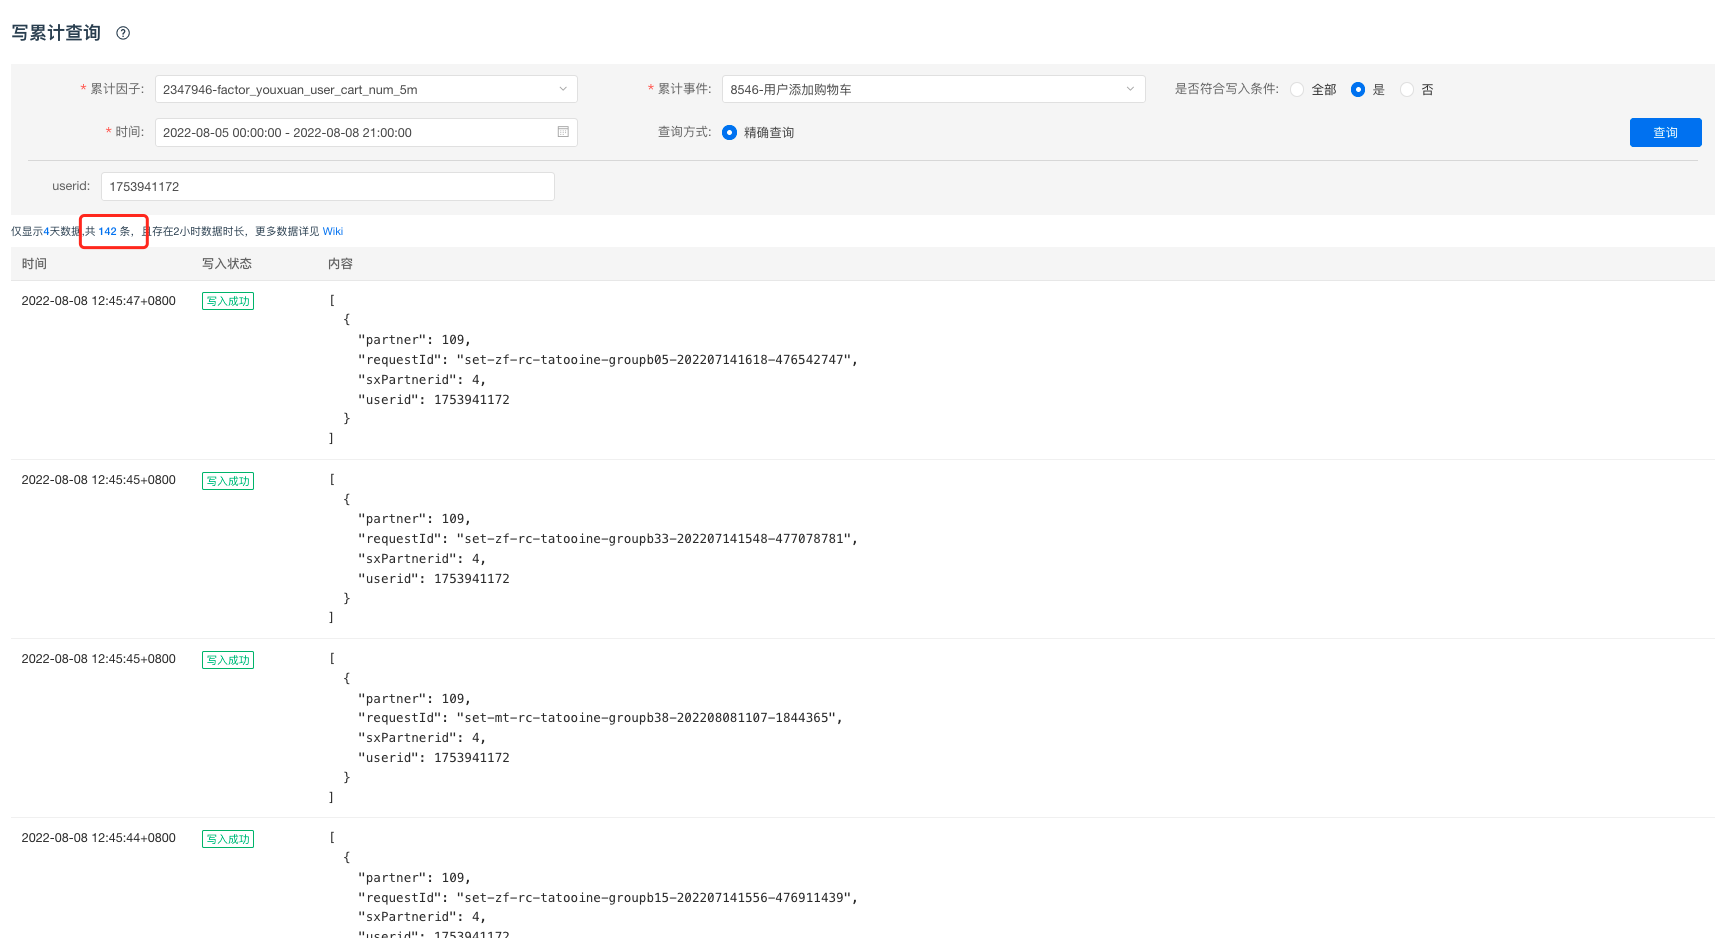 写累计查询
* 累计因子: 2347946-factor_youxuan_user_cart_num_5m * 累计事件: 8546-用户添加购物车 是否符合写入条件: 全部 是 否
* 时间: 2022-08-05 00:00:00 - 2022-08-08 21:00:00 查询方式: 精确查询 查询
userid: 1753941172
仅显示4天数据,共 142 条，且存在2小时数据时长，更多数据详见 Wiki
时间 写入状态 内容
2022-08-08 12:45:47+0800 写入成功 [
{
"partner": 109,
"requestId": "set-zf-rc-tatooine-groupb05-202207141618-476542747",
"sxPartnerid": 4,
"userid": 1753941172
}
]
2022-08-08 12:45:45+0800 写入成功 [
{
"partner": 109,
"requestId": "set-zf-rc-tatooine-groupb33-202207141548-477078781",
"sxPartnerid": 4,
"userid": 1753941172
}
]
2022-08-08 12:45:45+0800 写入成功 [
{
"partner": 109,
"requestId": "set-mt-rc-tatooine-groupb38-202208081107-1844365",
"sxPartnerid": 4,
"userid": 1753941172
}
]
2022-08-08 12:45:44+0800 写入成功 [
{
"partner": 109,
"requestId": "set-zf-rc-tatooine-groupb15-202207141556-476911439",
"sxPartnerid": 4,
"userid": 1753941172